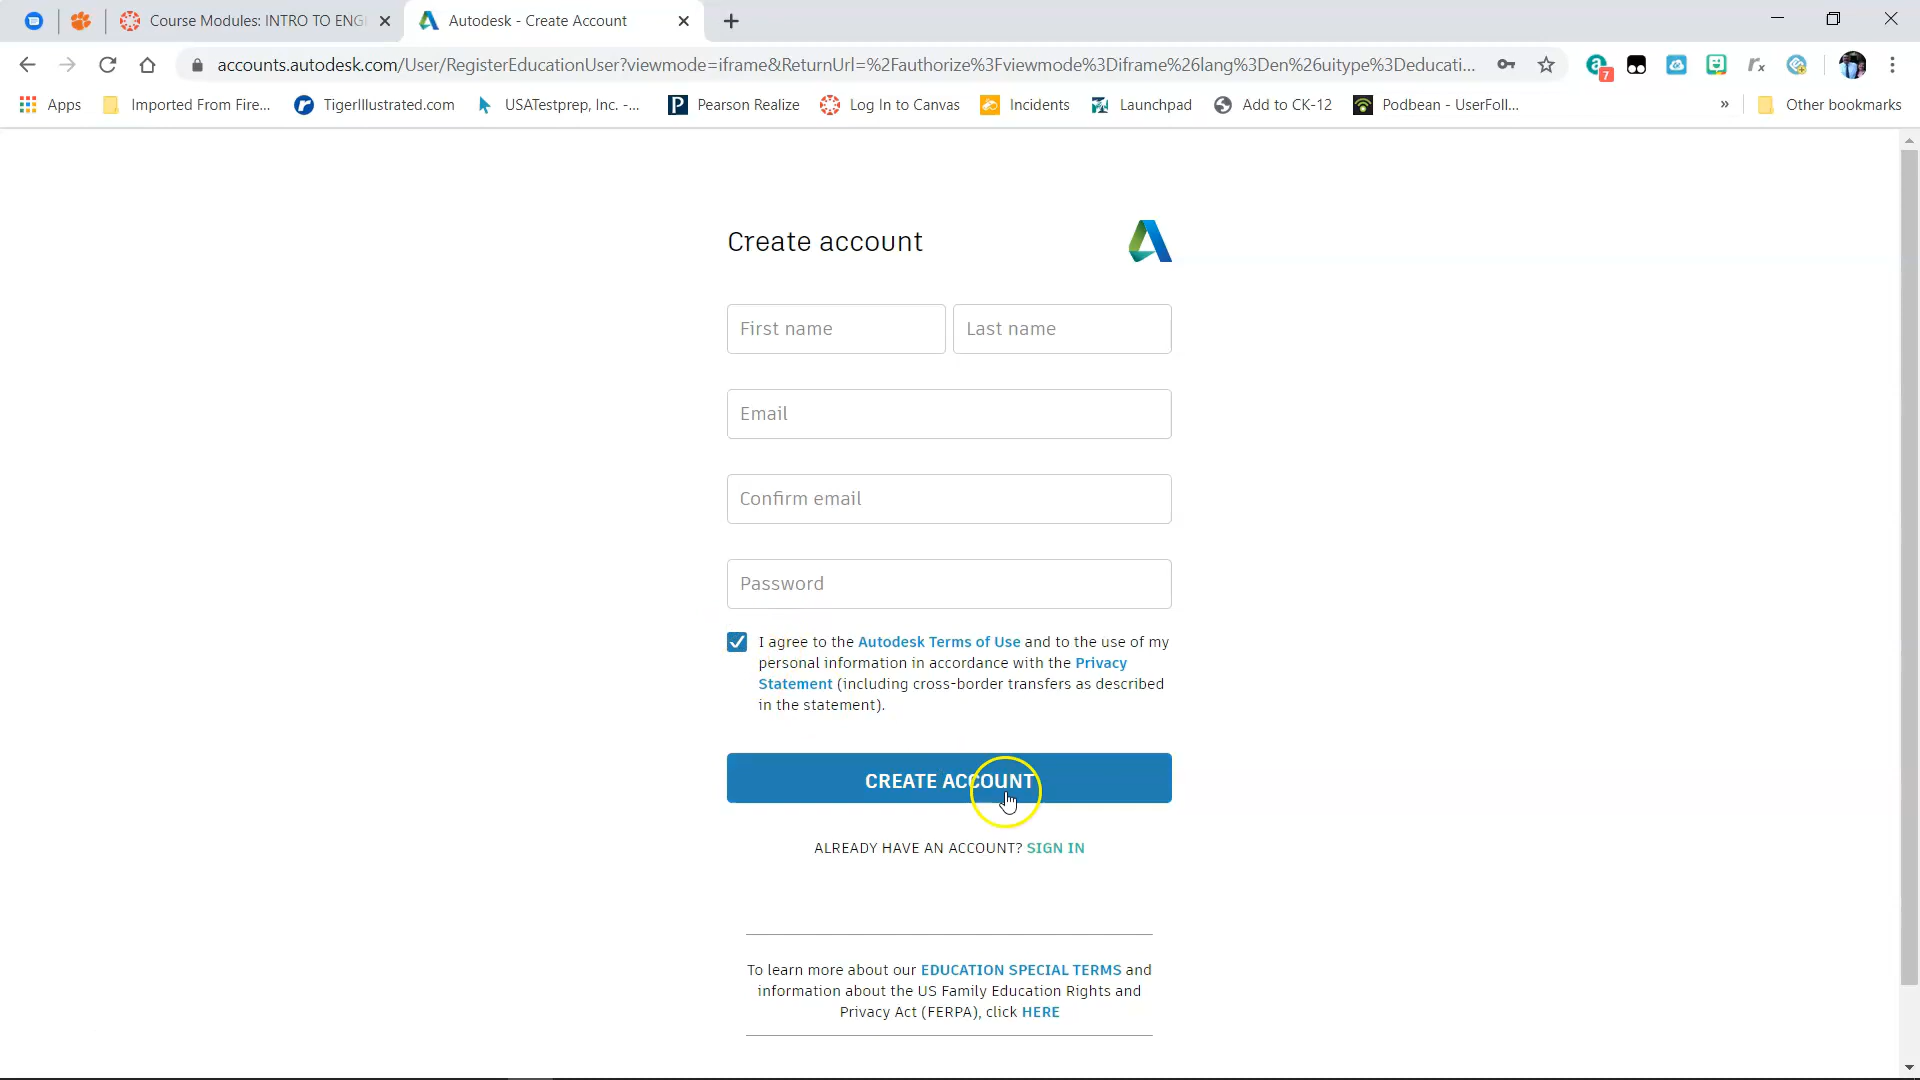 Course Modules: INTRO TO ENG
Autodesk - Create Account
accounts.autodesk.com/User/RegisterEducationUser?viewmode=iframe&ReturnUrl=%2Fauthorize%3Fviewmode%3Diframe%26lang%3Den%26uitype%3Deducati...
7
Apps
Imported From Fire...
TigerIllustrated.com
USATestprep, Inc. -...
Pearson Realize
Log In to Canvas
Incidents
Launchpad
Add to CK-12
Podbean - UserFoll...
»
Other bookmarks
Create account
First name
Last name
Email
Confirm email
Password
I agree to the Autodesk Terms of Use and to the use of my
personal information in accordance with the Privacy
Statement (including cross-border transfers as described
in the statement).
CREATE ACCOUNT
ALREADY HAVE AN ACCOUNT? SIGN IN
To learn more about our EDUCATION SPECIAL TERMS and
information about the US Family Education Rights and
Privacy Act (FERPA), click HERE